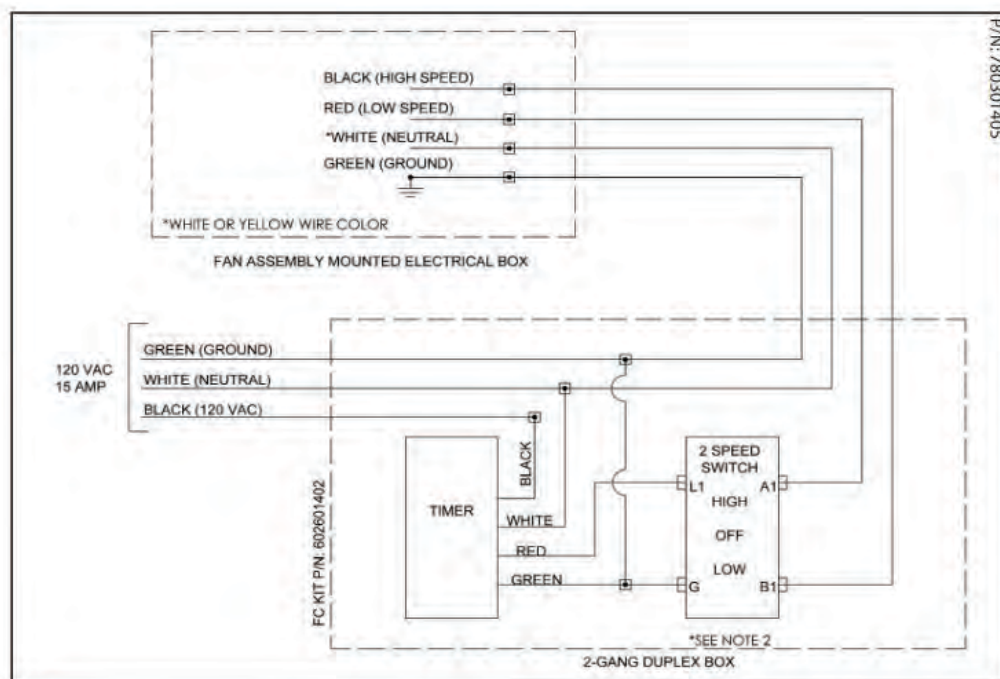 P/N: 780301405
BLACK (HIGH SPEED)
RED (LOW SPEED)
*WHITE (NEUTRAL)
GREEN (GROUND)
*WHITE OR YELLOW WIRE COLOR
FAN ASSEMBLY MOUNTED ELECTRICAL BOX
120 VAC
15 AMP
GREEN (GROUND)
WHITE (NEUTRAL)
BLACK (120 VAC)
FC KIT P/N: 602601402
TIMER
BLACK
WHITE
RED
GREEN
2 SPEED
SWITCH
L1 A1
HIGH
OFF
LOW
G B1
*SEE NOTE 2
2-GANG DUPLEX BOX